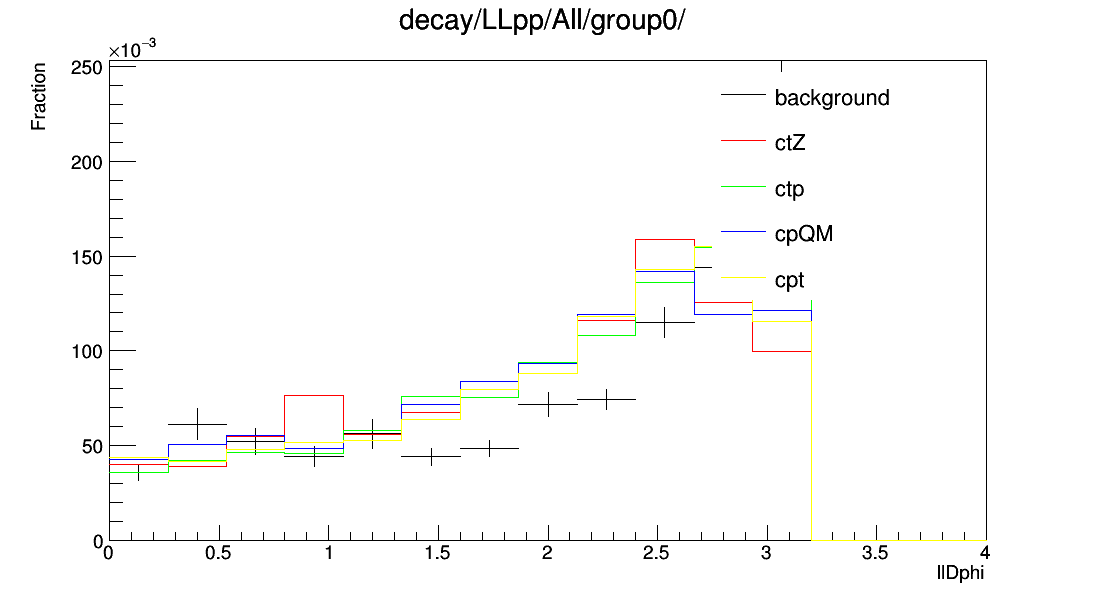 decay/LLpp/All/group0/
×10⁻³
Fraction
250
200
150
100
50
0
background
ctZ
ctp
cpQM
cpt
0 0.5 1 1.5 2 2.5 3 3.5 4
llDphi